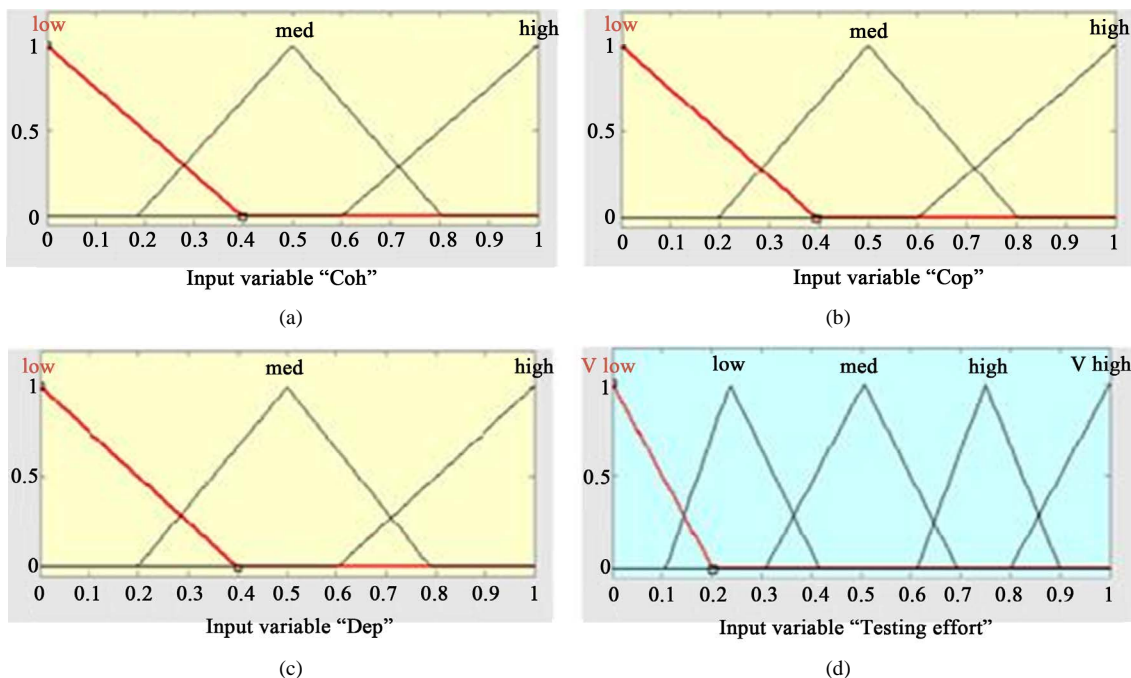 low med high
1
0.5
0
0 0.1 0.2 0.3 0.4 0.5 0.6 0.7 0.8 0.9 1
Input variable “Coh”
(a)
low med high
1
0.5
0
0 0.1 0.2 0.3 0.4 0.5 0.6 0.7 0.8 0.9 1
Input variable “Cop”
(b)
low med high
1
0.5
0
0 0.1 0.2 0.3 0.4 0.5 0.6 0.7 0.8 0.9 1
Input variable “Dep”
(c)
V low low med high V high
1
0.5
0
0 0.1 0.2 0.3 0.4 0.5 0.6 0.7 0.8 0.9 1
Input variable “Testing effort”
(d)